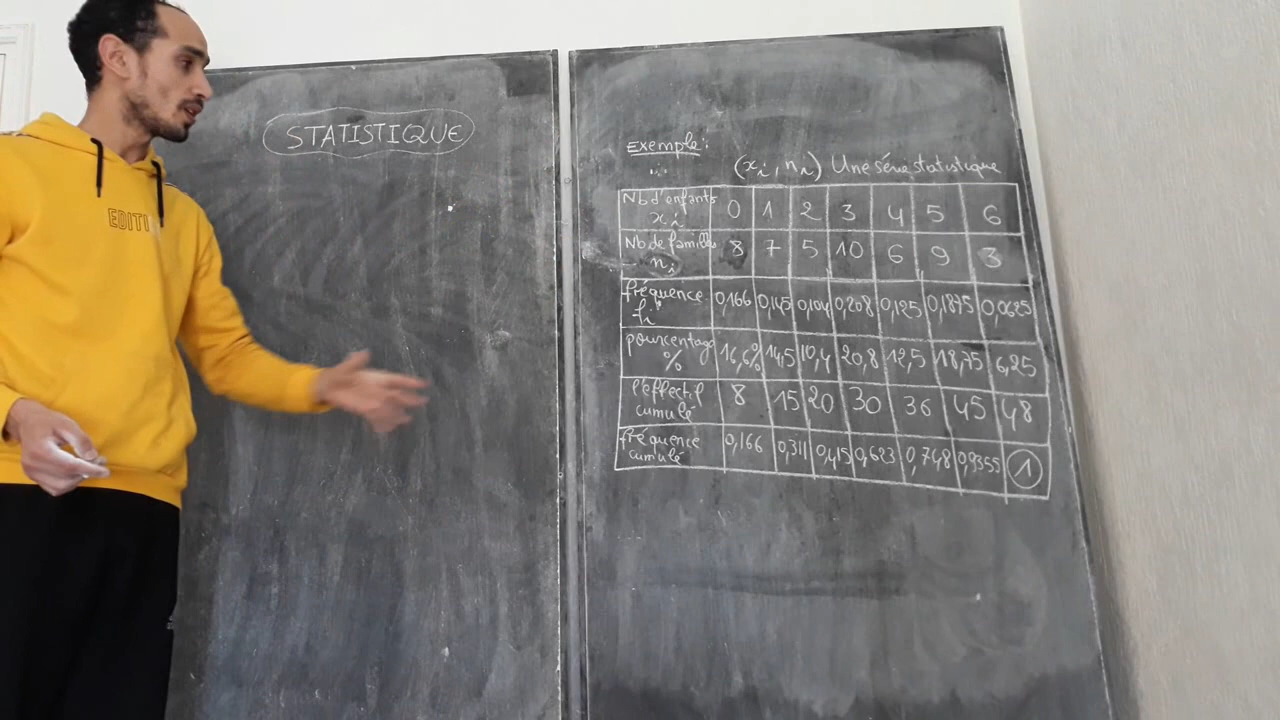 EDITI
STATISTIQUE
Exemple:
(xi, ni) Une série statistique
Nb d'enfants xi 0 1 2 3 4 5 6
Nb de familles ni 8 7 5 10 6 9 3
fréquence fi 0,166 0,145 0,104 0,208 0,125 0,1875 0,0625
pourcentage % 16,6% 14,5 10,4 20,8 12,5 18,75 6,25
l'effectif cumulé 8 15 20 30 36 45 48
fréquence cumulé 0,166 0,311 0,415 0,623 0,748 0,9355 1